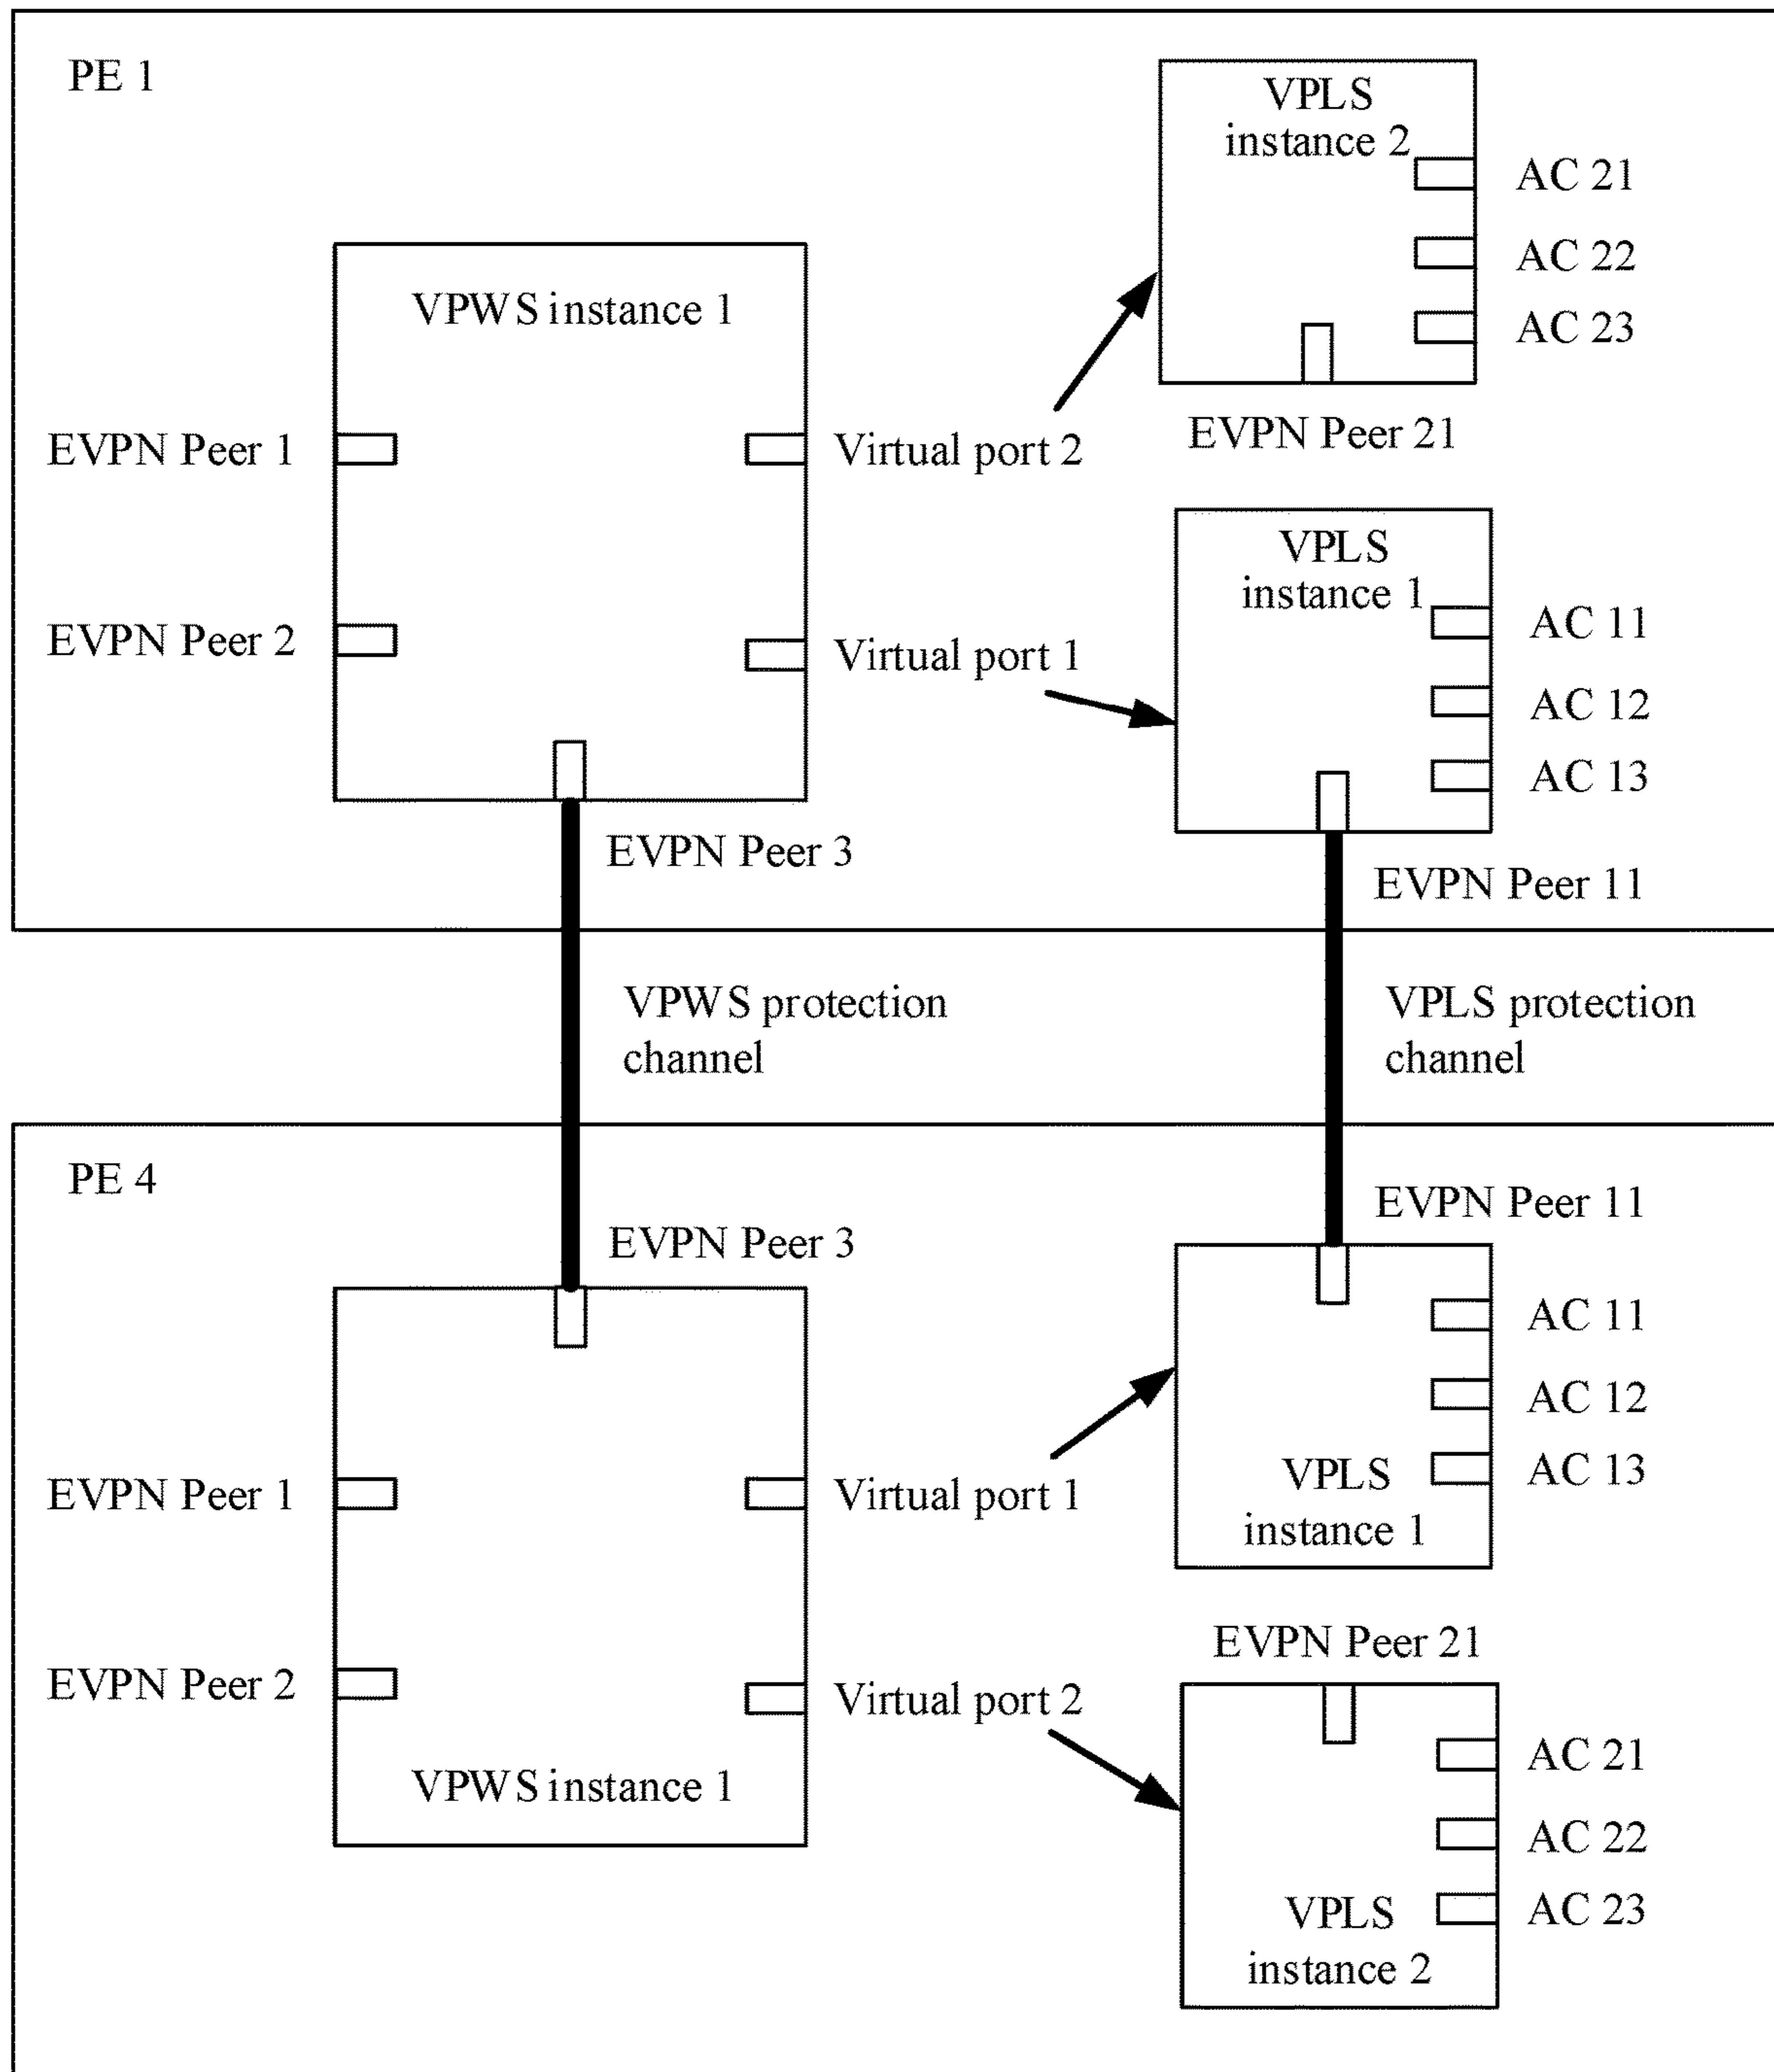 PE 1
VPLS
instance 2
AC 21
AC 22
AC 23
EVPN Peer 21
VPWS instance 1
EVPN Peer 1
Virtual port 2
EVPN Peer 2
Virtual port 1
VPLS
instance 1
AC 11
AC 12
AC 13
EVPN Peer 3
EVPN Peer 11
VPWS protection
channel
VPLS protection
channel
PE 4
EVPN Peer 3
EVPN Peer 11
AC 11
AC 12
AC 13
VPLS
instance 1
EVPN Peer 1
Virtual port 1
EVPN Peer 2
Virtual port 2
VPWS instance 1
EVPN Peer 21
AC 21
AC 22
AC 23
VPLS
instance 2